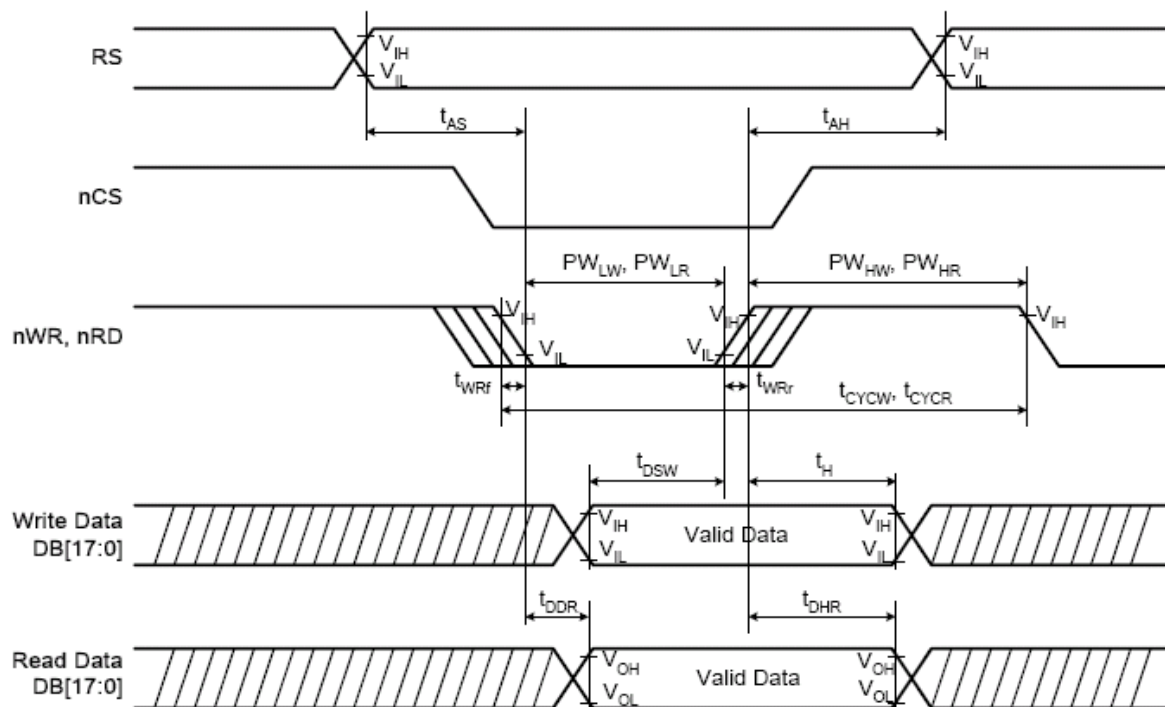 RS
V_IH
V_IL
V_IH
V_IL
t_AS
t_AH
nCS
PW_LW, PW_LR
PW_HW, PW_HR
nWR, nRD
V_IH
V_IL
V_IH
V_IL
V_IH
t_WRf
t_WRr
t_CYCW, t_CYCR
t_DSW
t_H
Write Data
DB[17:0]
V_IH
V_IL
Valid Data
V_IH
V_IL
t_DDR
t_DHR
Read Data
DB[17:0]
V_OH
V_OL
Valid Data
V_OH
V_OL